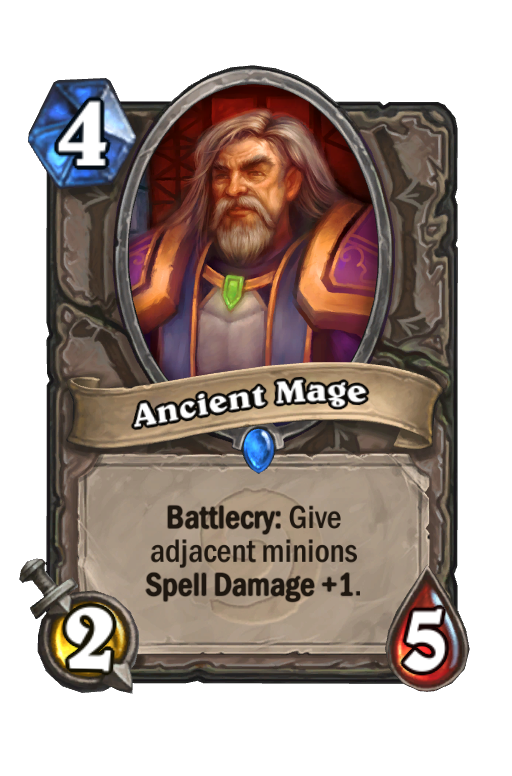 4
Ancient Mage
Battlecry: Give
adjacent minions
Spell Damage +1.
2
5